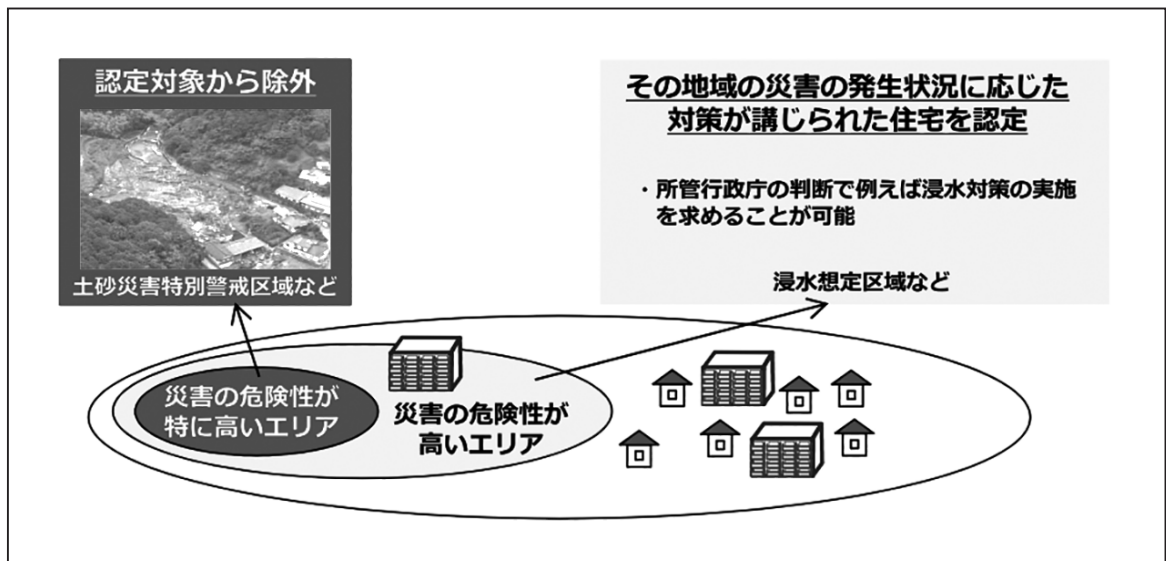 認定対象から除外
土砂災害特別警戒区域など
その地域の災害の発生状況に応じた
対策が講じられた住宅を認定
・所管行政庁の判断で例えば浸水対策の実施
を求めることが可能
浸水想定区域など
災害の危険性が
特に高いエリア
災害の危険性が
高いエリア